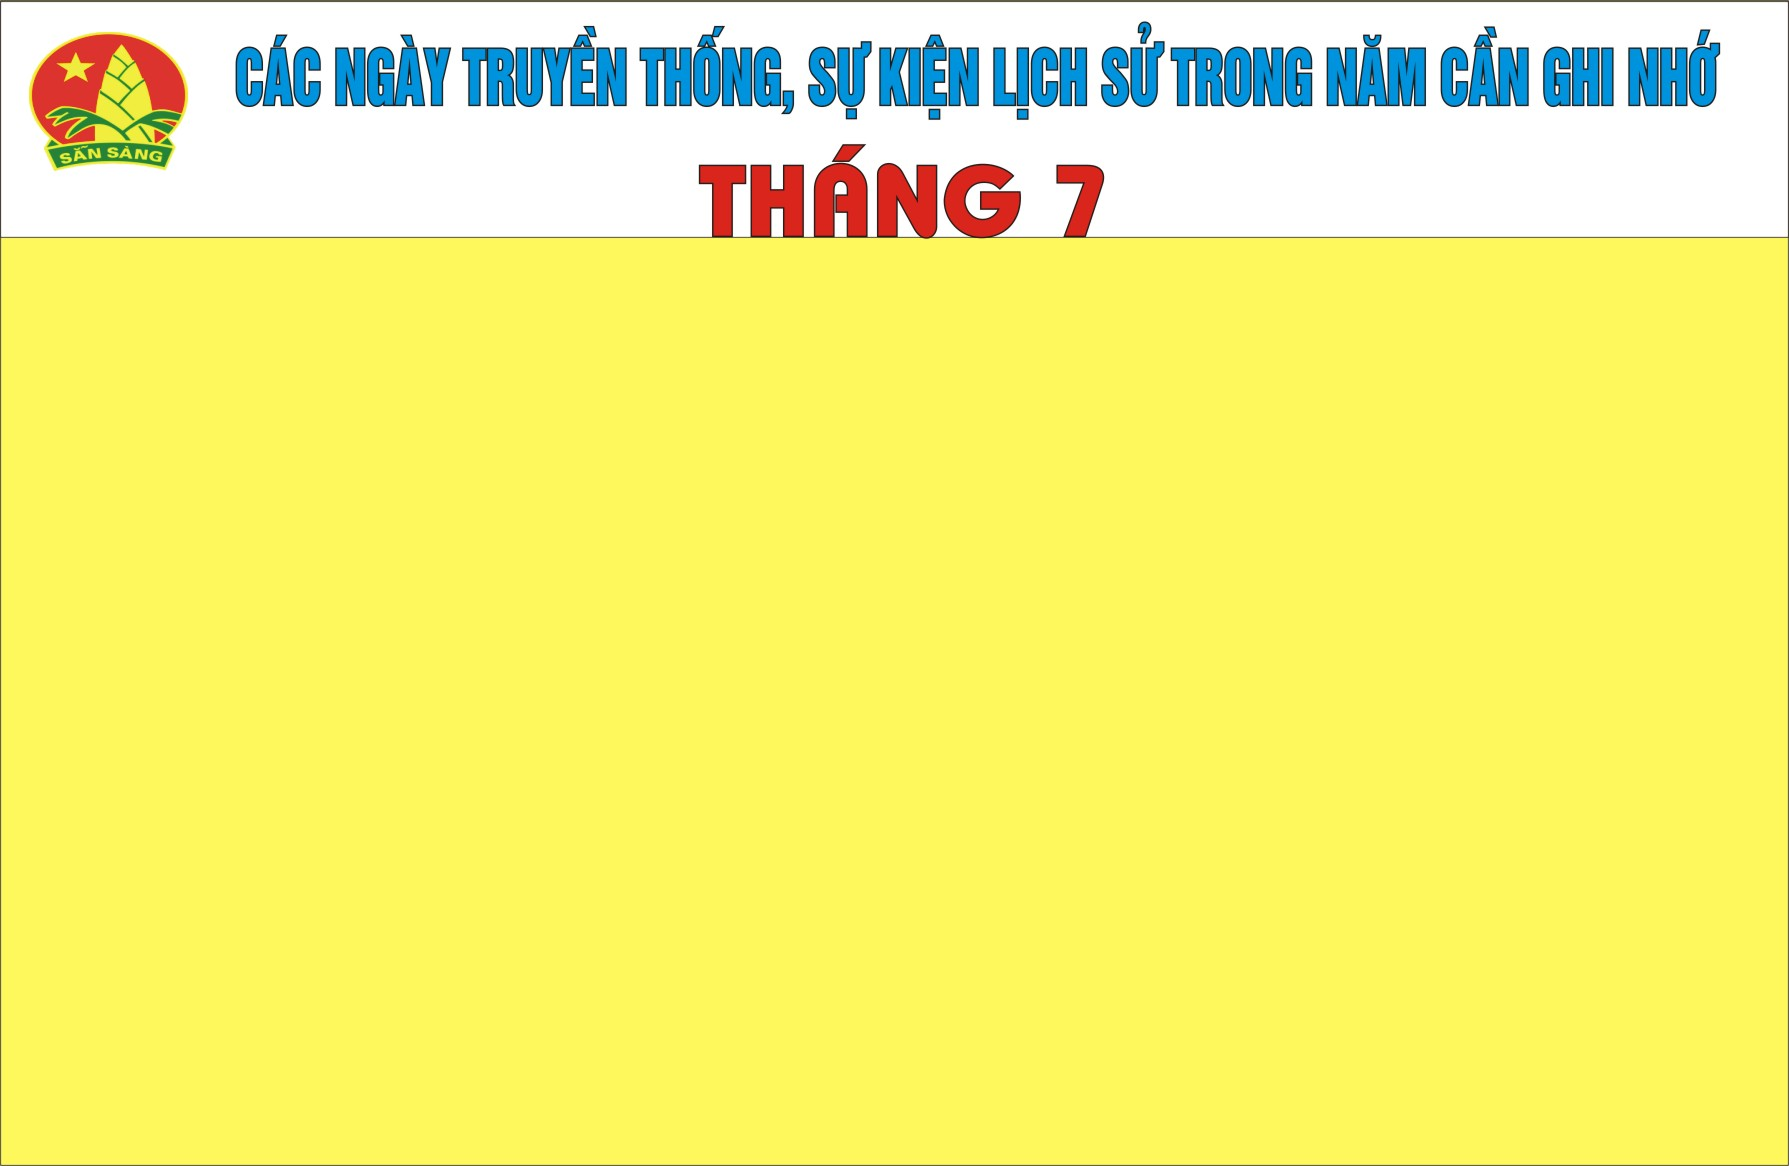 CÁC NGÀY TRUYỀN THỐNG, SỰ KIỆN LỊCH SỬ TRONG NĂM CẦN GHI NHỚ
SẴN SÀNG
THÁNG 7